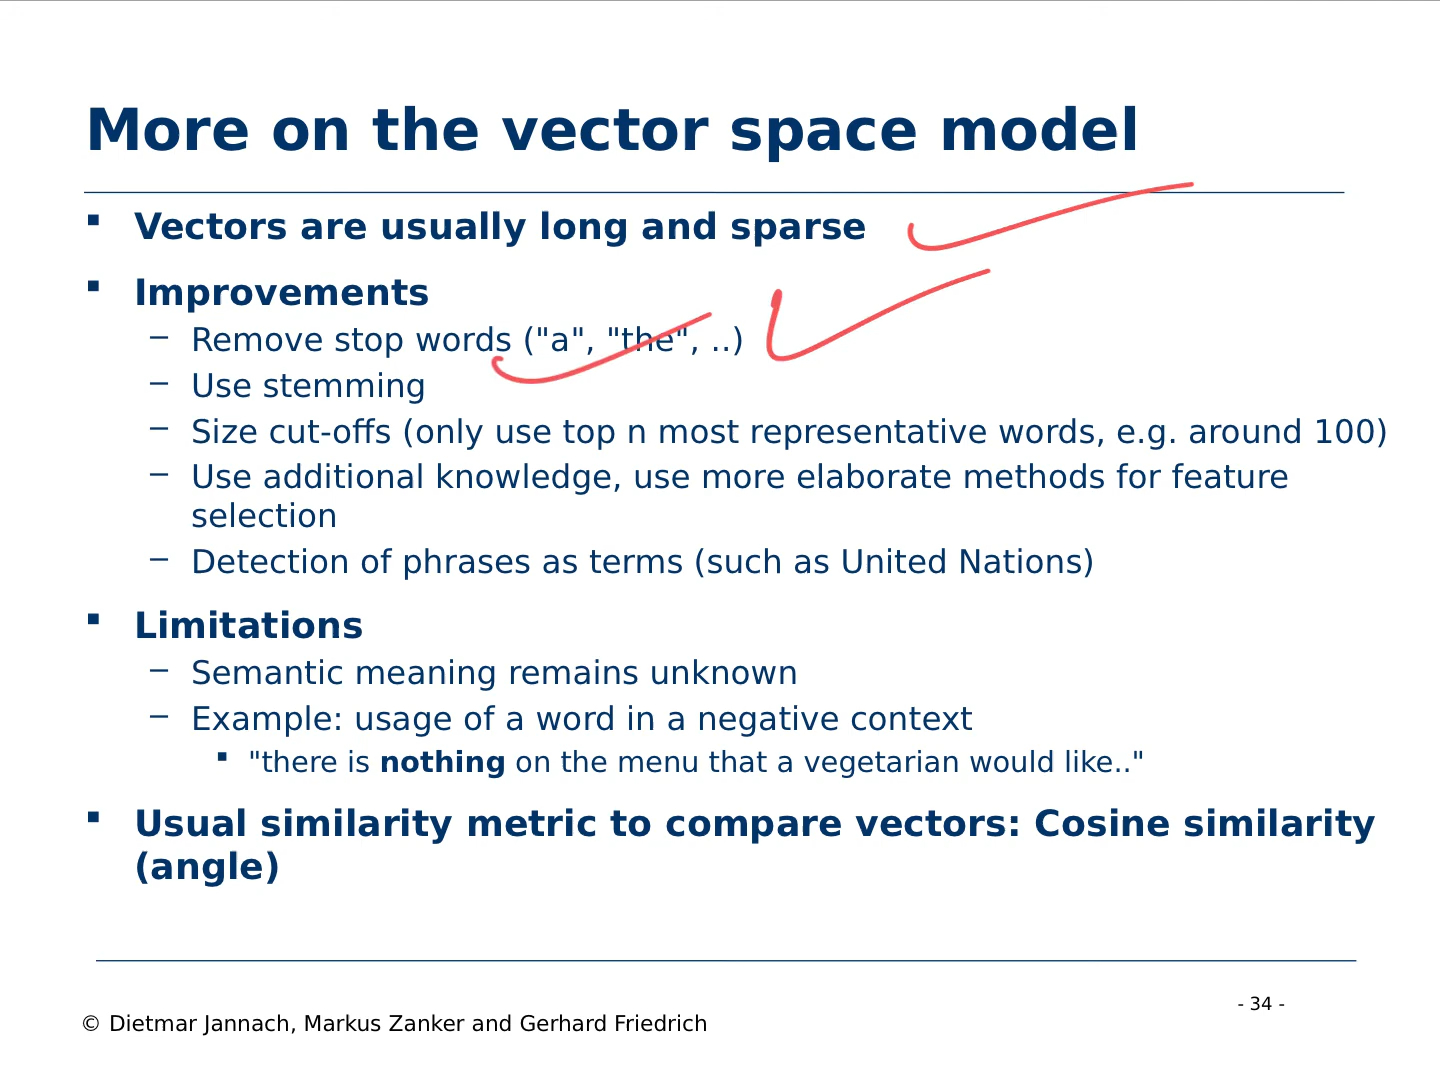 More on the vector space model
▪ Vectors are usually long and sparse
▪ Improvements
– Remove stop words ("a", "the", ..)
– Use stemming
– Size cut-offs (only use top n most representative words, e.g. around 100)
– Use additional knowledge, use more elaborate methods for feature
selection
– Detection of phrases as terms (such as United Nations)
▪ Limitations
– Semantic meaning remains unknown
– Example: usage of a word in a negative context
▪ "there is nothing on the menu that a vegetarian would like.."
▪ Usual similarity metric to compare vectors: Cosine similarity
(angle)
- 34 -
© Dietmar Jannach, Markus Zanker and Gerhard Friedrich